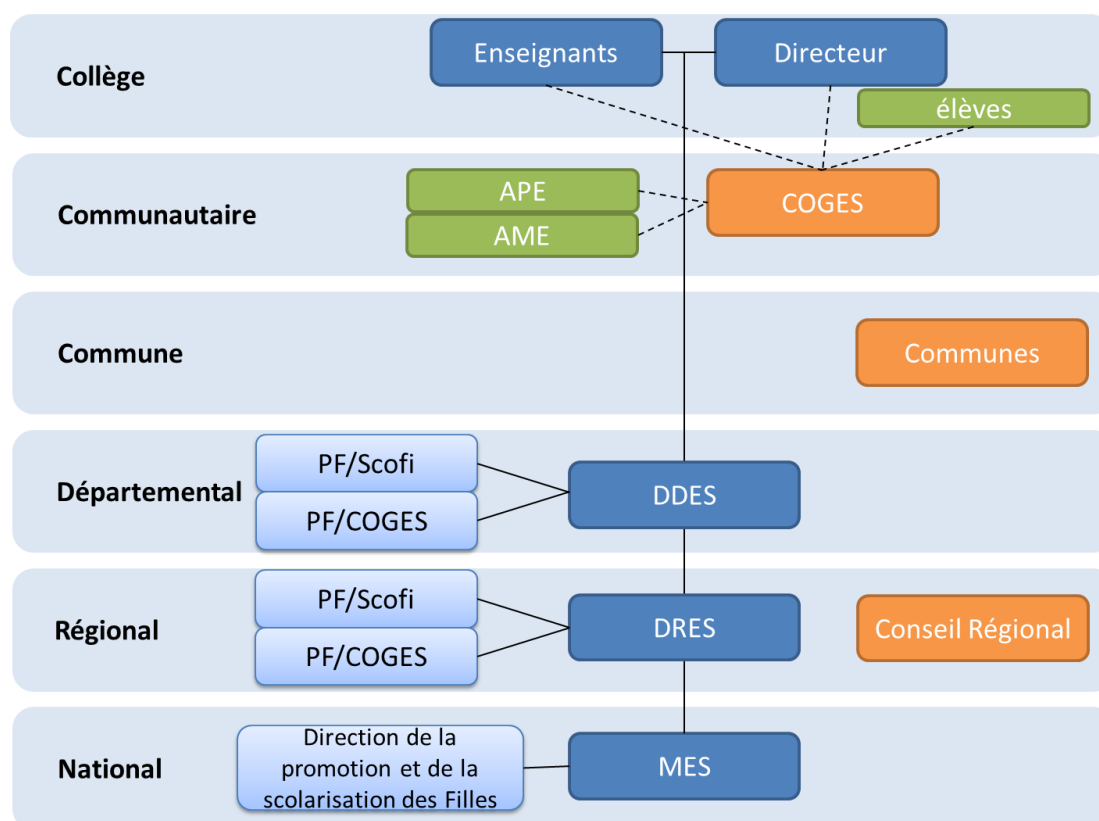 Collège
Enseignants
Directeur
élèves
Communautaire
APE
AME
COGES
Commune
Communes
Départemental
PF/Scofi
PF/COGES
DDES
Régional
PF/Scofi
PF/COGES
DRES
Conseil Régional
National
Direction de la
promotion et de la
scolarisation des Filles
MES